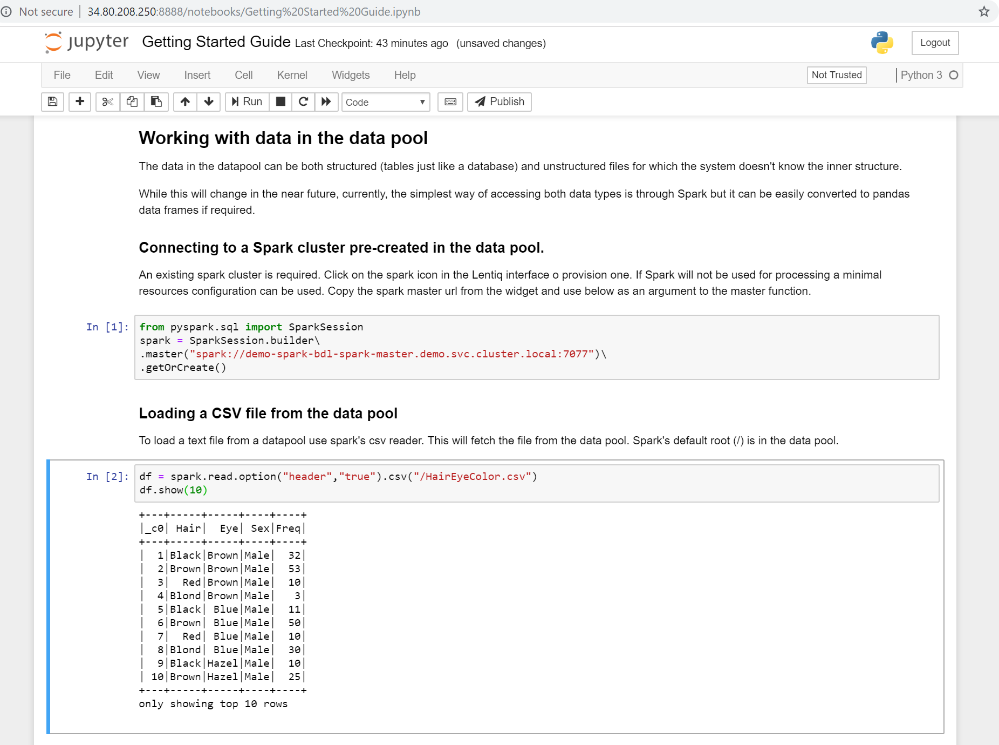 Not secure | 34.80.208.250:8888/notebooks/Getting%20Started%20Guide.ipynb
jupyter Getting Started Guide Last Checkpoint: 43 minutes ago (unsaved changes)
Logout
File Edit View Insert Cell Kernel Widgets Help Not Trusted | Python 3
Run Code Publish
Working with data in the data pool
The data in the datapool can be both structured (tables just like a database) and unstructured files for which the system doesn't know the inner structure.
While this will change in the near future, currently, the simplest way of accessing both data types is through Spark but it can be easily converted to pandas
data frames if required.
Connecting to a Spark cluster pre-created in the data pool.
An existing spark cluster is required. Click on the spark icon in the Lentiq interface o provision one. If Spark will not be used for processing a minimal
resources configuration can be used. Copy the spark master url from the widget and use below as an argument to the master function.
In [1]: from pyspark.sql import SparkSession
spark = SparkSession.builder\
.master("spark://demo-spark-bdl-spark-master.demo.svc.cluster.local:7077")\
.getOrCreate()
Loading a CSV file from the data pool
To load a text file from a datapool use spark's csv reader. This will fetch the file from the data pool. Spark's default root (/) is in the data pool.
In [2]: df = spark.read.option("header","true").csv("/HairEyeColor.csv")
df.show(10)
+---+-----+-----+----+----+
|_c0| Hair|  Eye| Sex|Freq|
+---+-----+-----+----+----+
|  1|Black|Brown|Male|  32|
|  2|Brown|Brown|Male|  53|
|  3|  Red|Brown|Male|  10|
|  4|Blond|Brown|Male|   3|
|  5|Black| Blue|Male|  11|
|  6|Brown| Blue|Male|  50|
|  7|  Red| Blue|Male|  10|
|  8|Blond| Blue|Male|  30|
|  9|Black|Hazel|Male|  10|
| 10|Brown|Hazel|Male|  25|
+---+-----+-----+----+----+
only showing top 10 rows